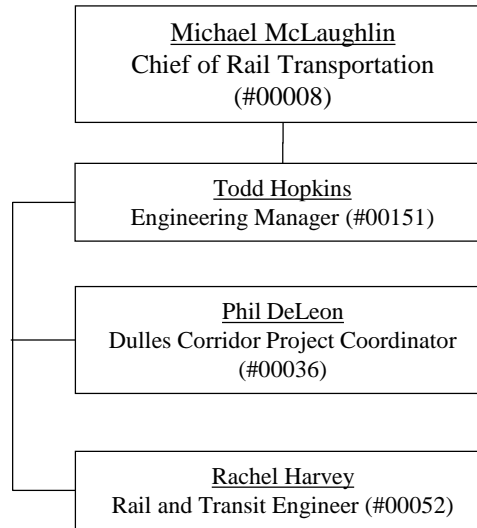 Michael McLaughlin
Chief of Rail Transportation
(#00008)
Todd Hopkins
Engineering Manager (#00151)
Phil DeLeon
Dulles Corridor Project Coordinator
(#00036)
Rachel Harvey
Rail and Transit Engineer (#00052)